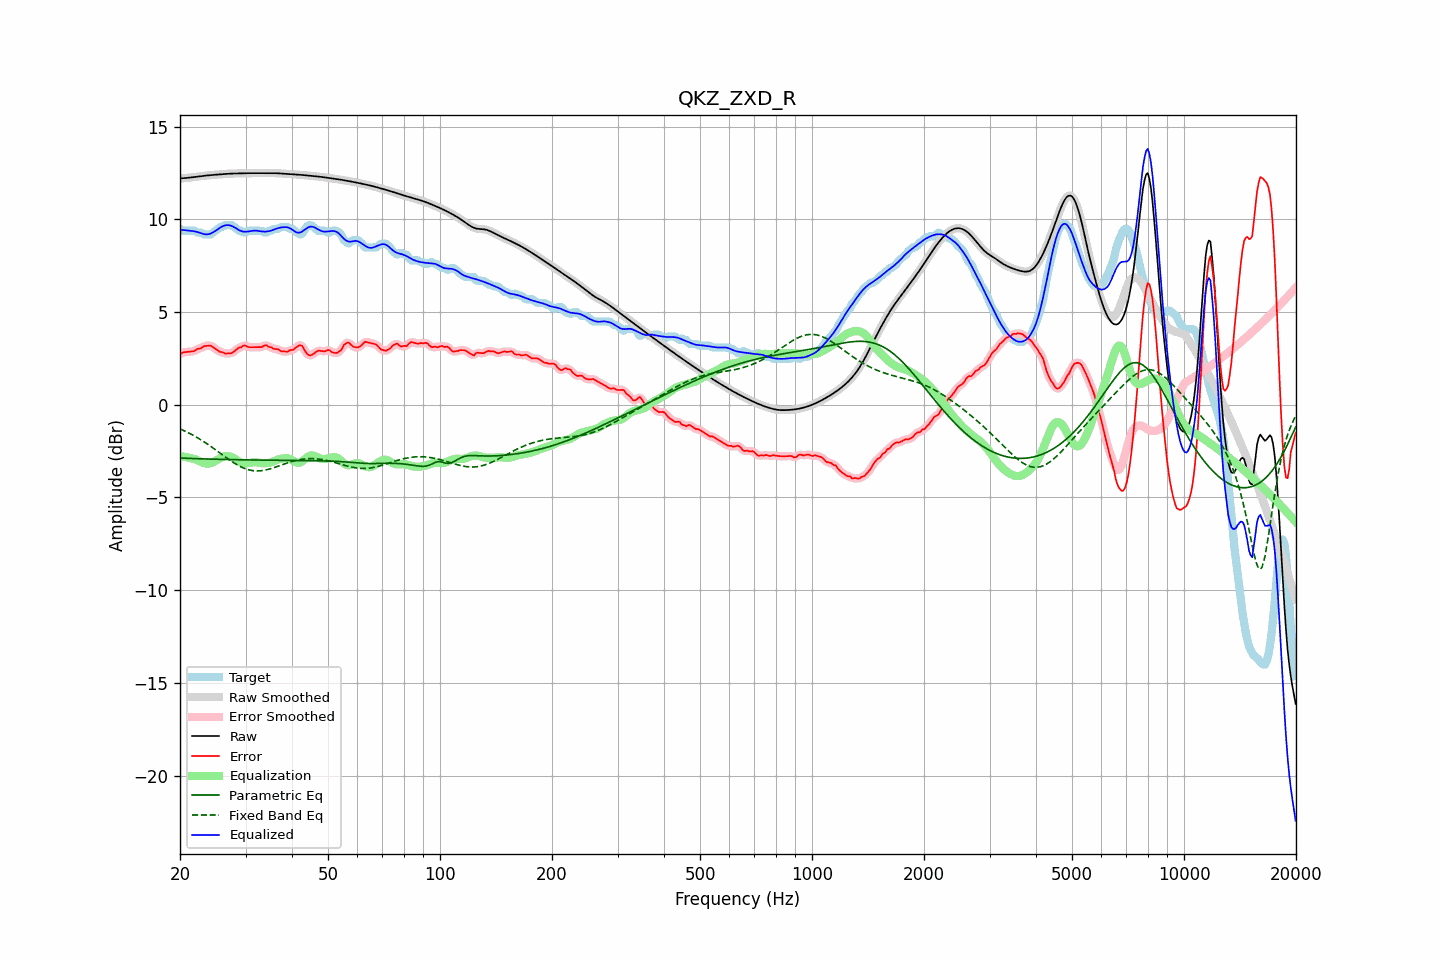 QKZ_ZXD_R
Amplitude (dBr)
15
10
5
0
−5
−10
−15
−20
Target
Raw Smoothed
Error Smoothed
Raw
Error
Equalization
Parametric Eq
Fixed Band Eq
Equalized
20 50 100 200 500 1000 2000 5000 10000 20000
Frequency (Hz)